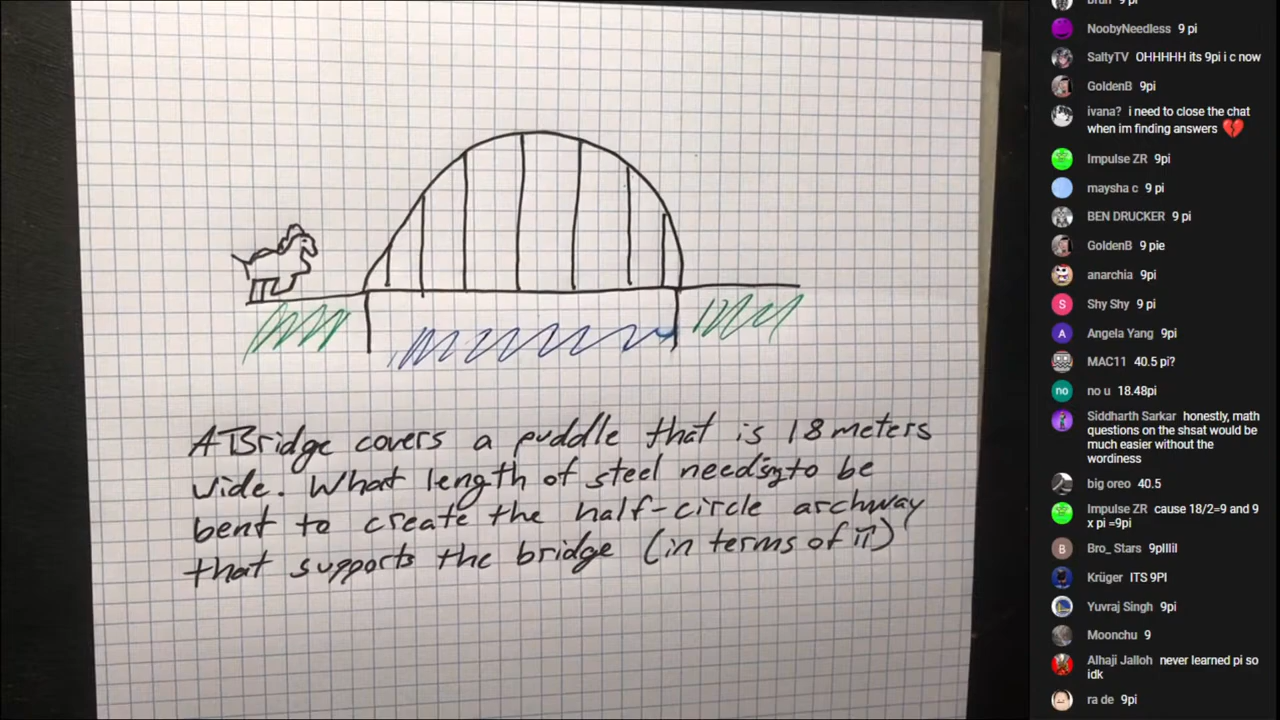 A Bridge covers a puddle that is 18 meters
wide. What length of steel needs to be
bent to create the half-circle archway
that supports the bridge (in terms of π)
9 pi
NoobyNeedless 9 pi
SaltyTV OHHHHH its 9pi i c now
GoldenB 9pi
ivana? i need to close the chat
when im finding answers 💔
Impulse ZR 9pi
maysha c 9 pi
BEN DRUCKER 9 pi
GoldenB 9 pie
anarchia 9pi
S
Shy Shy 9 pi
A
Angela Yang 9pi
MAC11 40.5 pi?
no
no u 18.48pi
Siddharth Sarkar honestly, math
questions on the shsat would be
much easier without the
wordiness
big oreo 40.5
Impulse ZR cause 18/2=9 and 9
x pi =9pi
B
Bro_ Stars 9pIIIiI
Krüger ITS 9PI
Yuvraj Singh 9pi
Moonchu 9
Alhaji Jalloh never learned pi so
idk
ra de 9pi